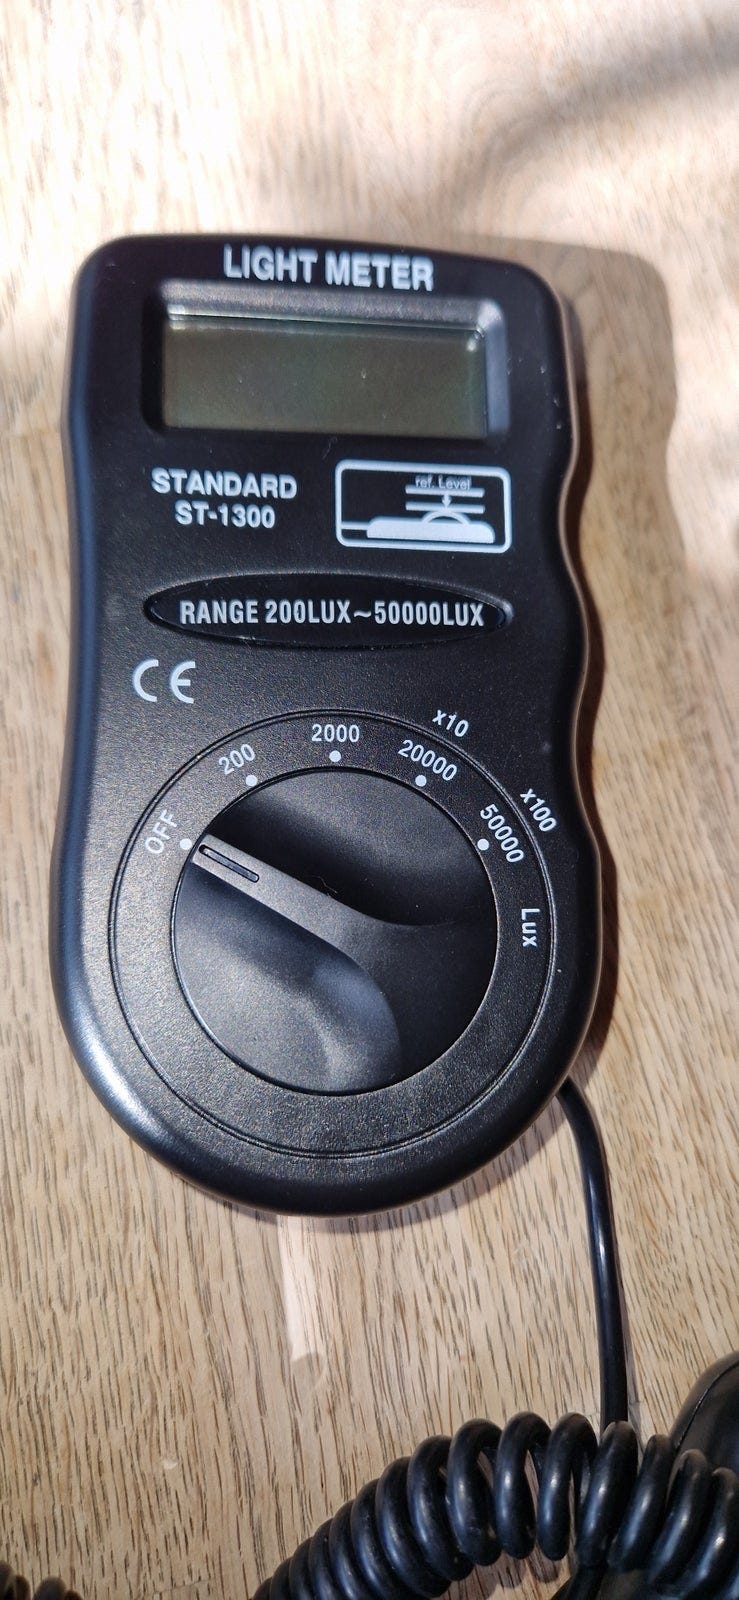 LIGHT METER
STANDARD
ST-1300
ref. Level
RANGE 200LUX~50000LUX
CE
OFF
200
2000
x10
20000
x100
50000
Lux